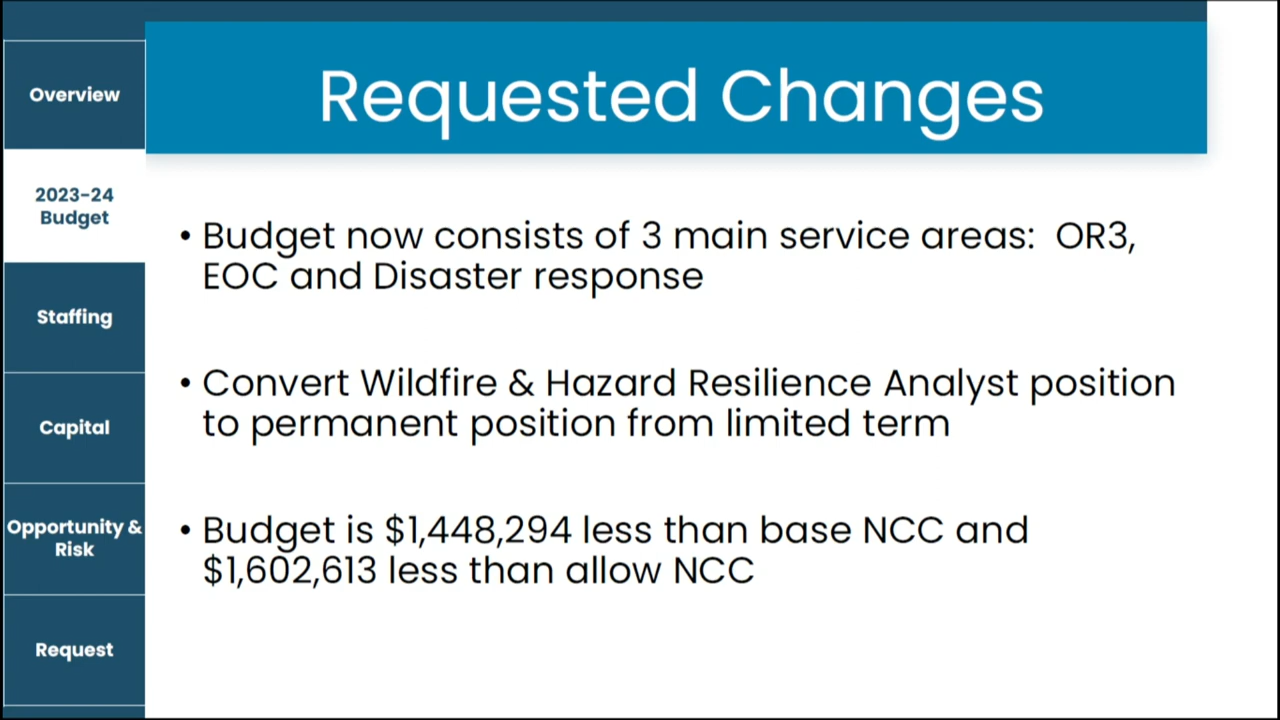 Overview
2023-24
Budget
Staffing
Capital
Opportunity &
Risk
Request
Requested Changes
• Budget now consists of 3 main service areas:  OR3,
EOC and Disaster response
• Convert Wildfire & Hazard Resilience Analyst position
to permanent position from limited term
• Budget is $1,448,294 less than base NCC and
$1,602,613 less than allow NCC